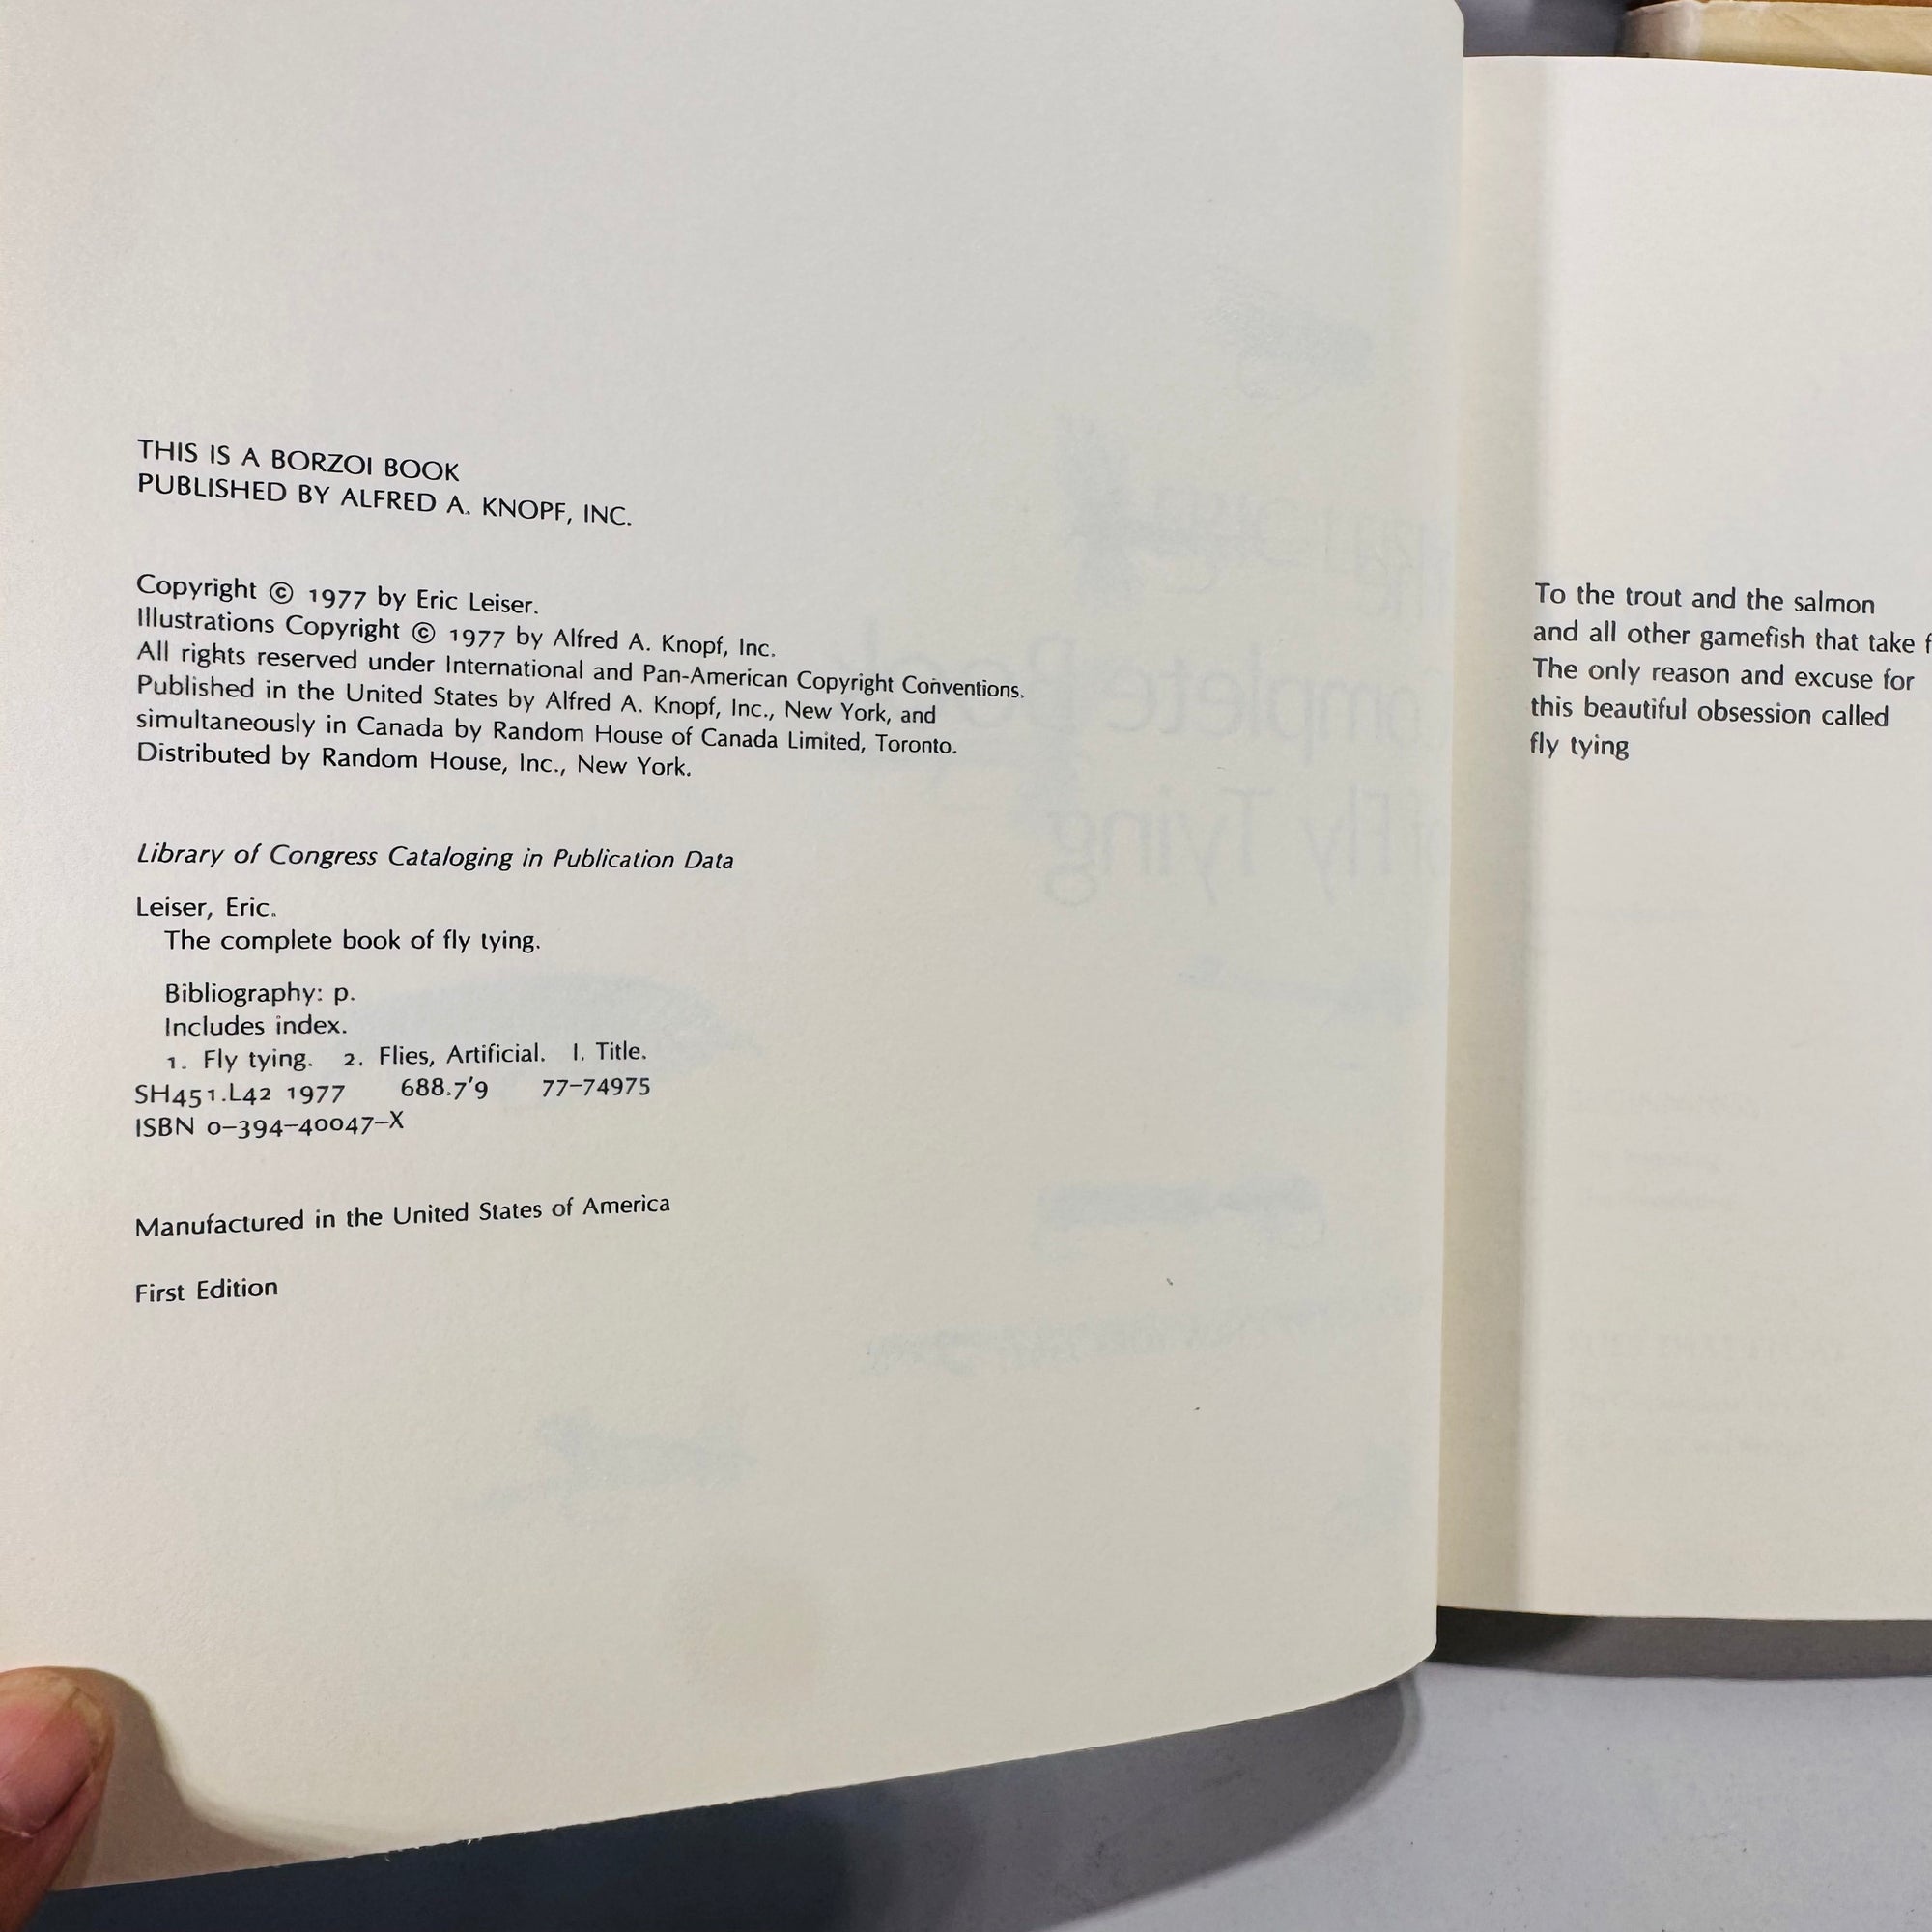 THIS IS A BORZOI BOOK
PUBLISHED BY ALFRED A. KNOPF, INC.
Copyright © 1977 by Eric Leiser.
Illustrations Copyright © 1977 by Alfred A. Knopf, Inc.
All rights reserved under International and Pan-American Copyright Conventions.
Published in the United States by Alfred A. Knopf, Inc., New York, and
simultaneously in Canada by Random House of Canada Limited, Toronto.
Distributed by Random House, Inc., New York.
Library of Congress Cataloging in Publication Data
Leiser, Eric.
The complete book of fly tying.
Bibliography: p.
Includes index.
1. Fly tying. 2. Flies, Artificial. I. Title.
SH451.L42 1977 688.7'9 77–74975
ISBN 0–394–40047–X
Manufactured in the United States of America
First Edition
To the trout and the salmon
and all other gamefish that take
The only reason and excuse for
this beautiful obsession called
fly tying